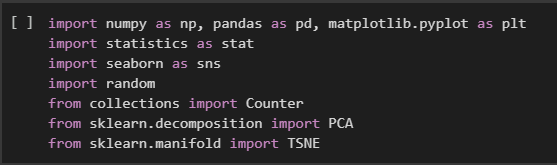 [ ] import numpy as np, pandas as pd, matplotlib.pyplot as plt
import statistics as stat
import seaborn as sns
import random
from collections import Counter
from sklearn.decomposition import PCA
from sklearn.manifold import TSNE